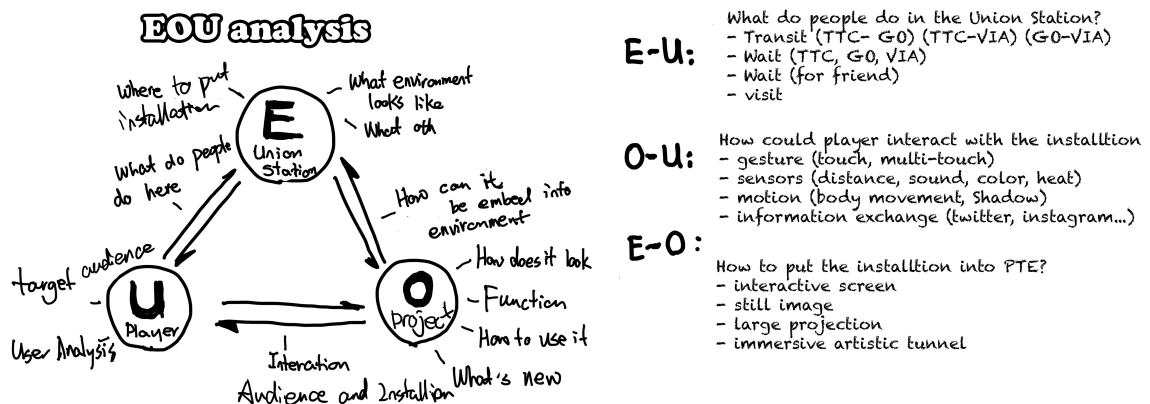 EOU analysis
Where to put
installation
What environment
looks like
What oth
E
Union
Station
What do people
do here
How can it
be embed into
environment
target audience
U
Player
User Analysis
O
project
How does it look
Function
How to use it
What's new
Interation
Audience and Installtion
E-U:
What do people do in the Union Station?
- Transit (TTC- GO) (TTC-VIA) (GO-VIA)
- Wait (TTC, GO, VIA)
- Wait (for friend)
- visit
O-U:
How could player interact with the installtion
- gesture (touch, multi-touch)
- sensors (distance, sound, color, heat)
- motion (body movement, Shadow)
- information exchange (twitter, instagram...)
E-O:
How to put the installtion into PTE?
- interactive screen
- still image
- large projection
- immersive artistic tunnel